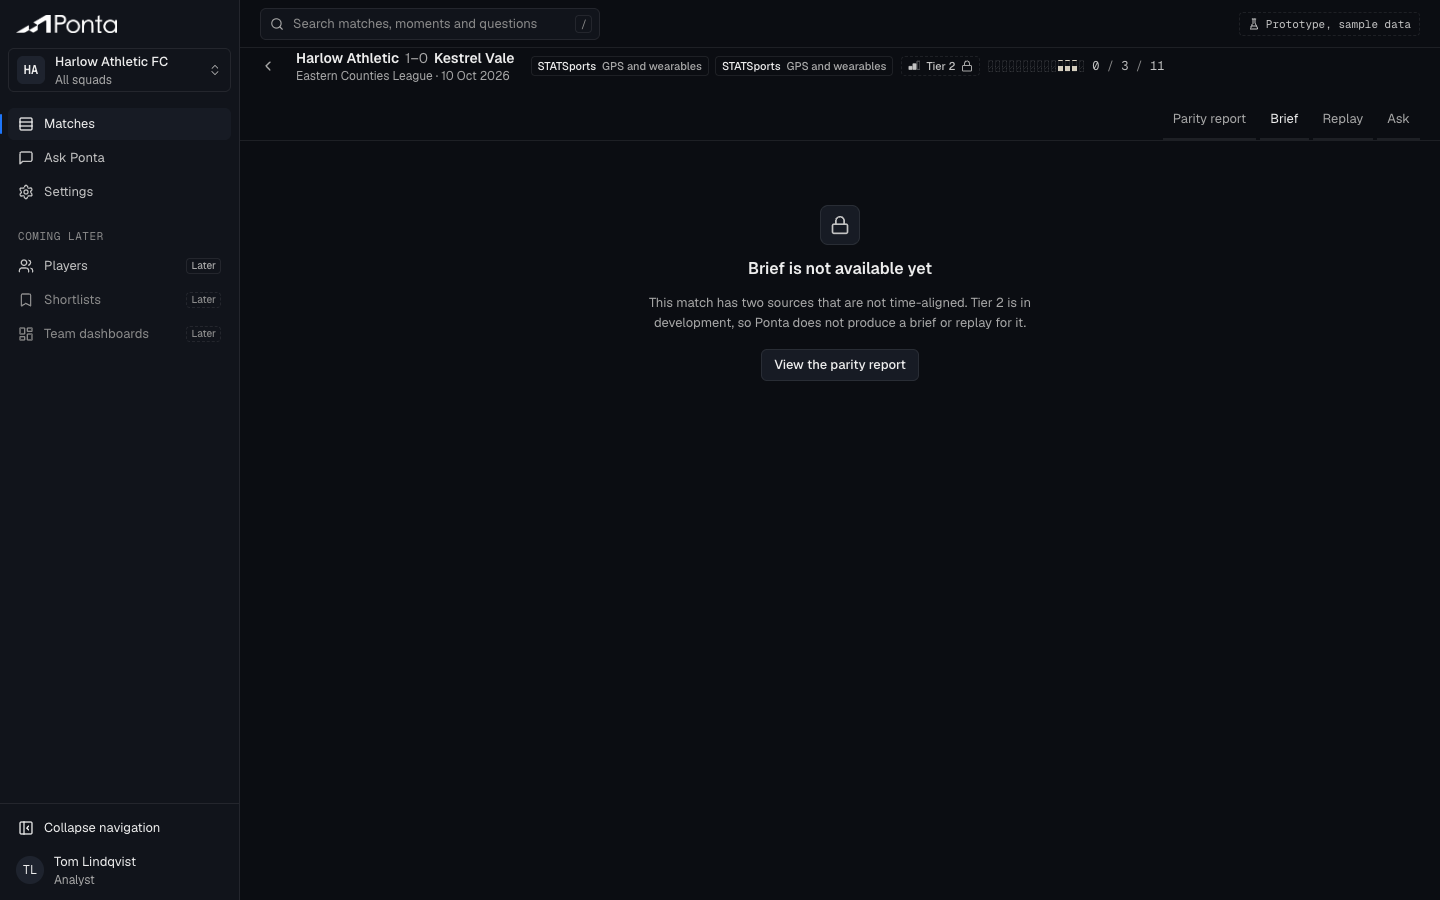 Ponta
Search matches, moments and questions /
Prototype, sample data
HA
Harlow Athletic FC
All squads
Harlow Athletic 1–0 Kestrel Vale
Eastern Counties League · 10 Oct 2026
STATSports GPS and wearables
STATSports GPS and wearables
Tier 2
0 / 3 / 11
Matches
Ask Ponta
Settings
COMING LATER
Players Later
Shortlists Later
Team dashboards Later
Parity report Brief Replay Ask
Brief is not available yet
This match has two sources that are not time-aligned. Tier 2 is in
development, so Ponta does not produce a brief or replay for it.
View the parity report
Collapse navigation
TL
Tom Lindqvist
Analyst